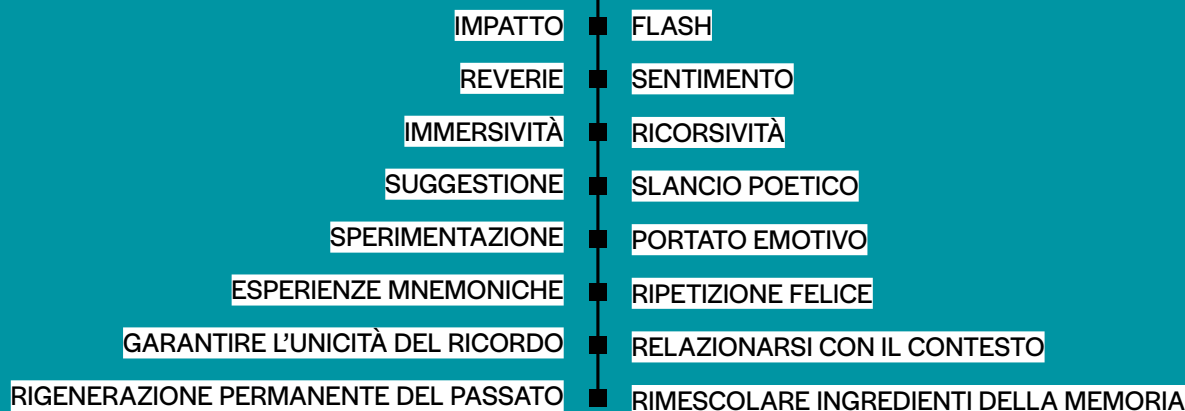 IMPATTO
FLASH
REVERIE
SENTIMENTO
IMMERSIVITÀ
RICORSIVITÀ
SUGGESTIONE
SLANCIO POETICO
SPERIMENTAZIONE
PORTATO EMOTIVO
ESPERIENZE MNEMONICHE
RIPETIZIONE FELICE
GARANTIRE L’UNICITÀ DEL RICORDO
RELAZIONARSI CON IL CONTESTO
RIGENERAZIONE PERMANENTE DEL PASSATO
RIMESCOLARE INGREDIENTI DELLA MEMORIA